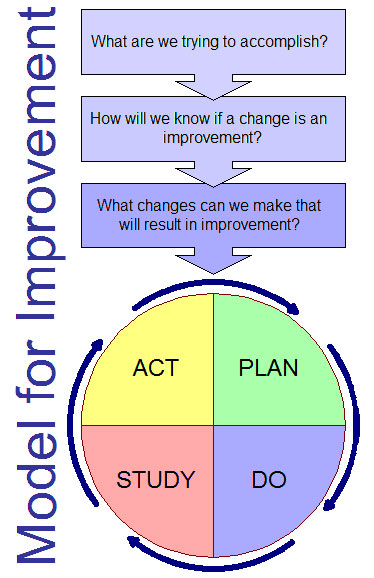 Model for Improvement
What are we trying to accomplish?
How will we know if a change is an
improvement?
What changes can we make that
will result in improvement?
ACT
PLAN
STUDY
DO